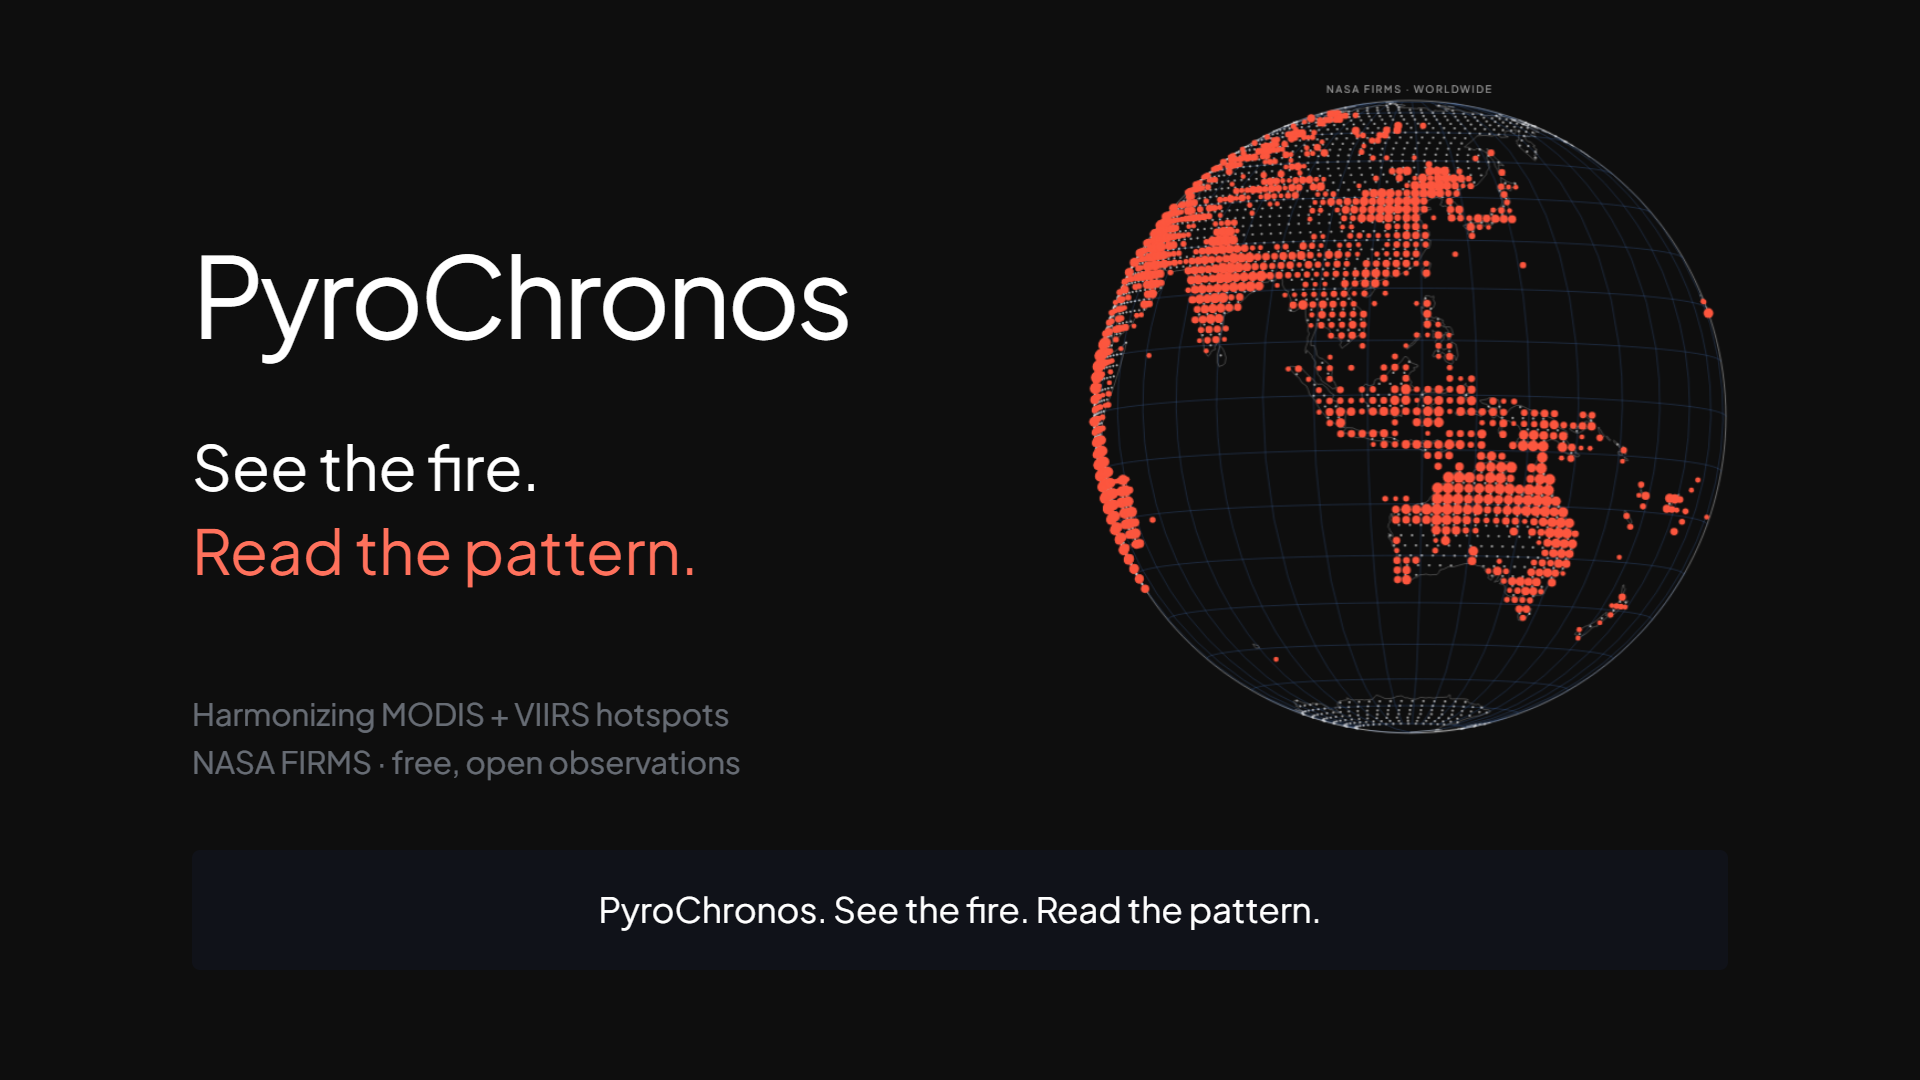 NASA FIRMS · WORLDWIDE
PyroChronos
See the fire.
Read the pattern.
Harmonizing MODIS + VIIRS hotspots
NASA FIRMS · free, open observations
PyroChronos. See the fire. Read the pattern.